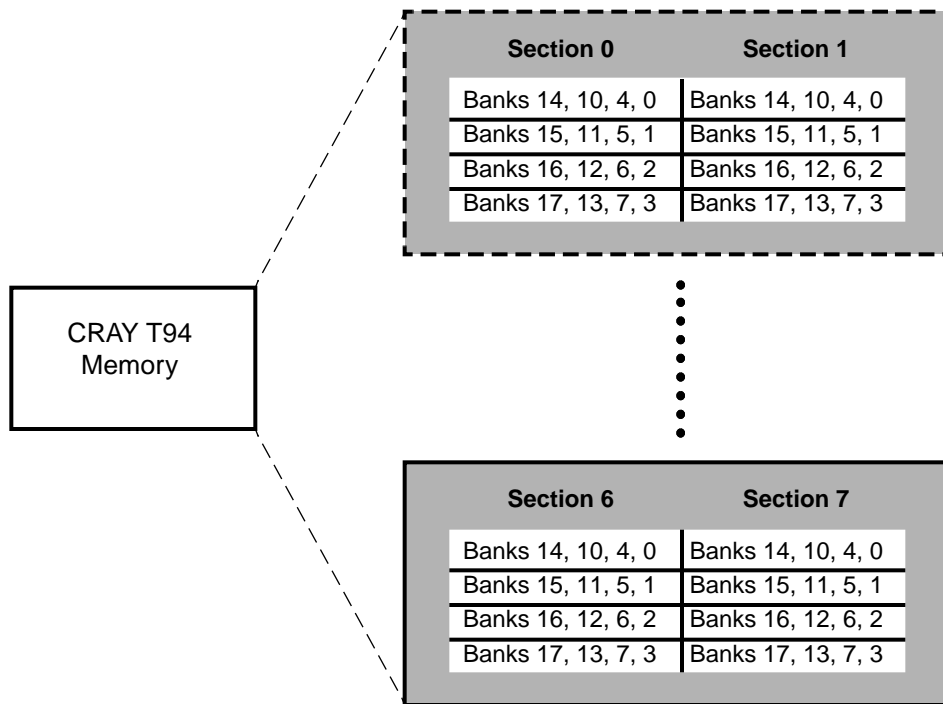 Section 0 Section 1
Banks 14, 10, 4, 0 Banks 14, 10, 4, 0
Banks 15, 11, 5, 1 Banks 15, 11, 5, 1
Banks 16, 12, 6, 2 Banks 16, 12, 6, 2
Banks 17, 13, 7, 3 Banks 17, 13, 7, 3
CRAY T94
Memory
Section 6 Section 7
Banks 14, 10, 4, 0 Banks 14, 10, 4, 0
Banks 15, 11, 5, 1 Banks 15, 11, 5, 1
Banks 16, 12, 6, 2 Banks 16, 12, 6, 2
Banks 17, 13, 7, 3 Banks 17, 13, 7, 3